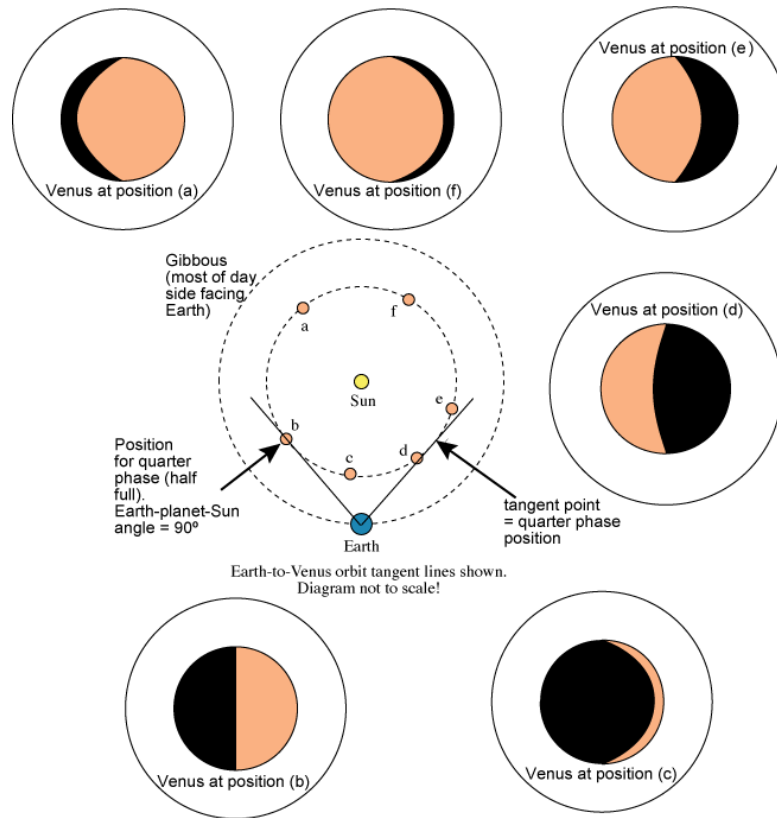 Venus at position (a)
Venus at position (f)
Venus at position (e)
Gibbous
(most of day
side facing
Earth)
a
f
Sun
e
b
c
d
Earth
Position
for quarter
phase (half
full).
Earth-planet-Sun
angle = 90º
tangent point
= quarter phase
position
Venus at position (d)
Earth-to-Venus orbit tangent lines shown.
Diagram not to scale!
Venus at position (b)
Venus at position (c)